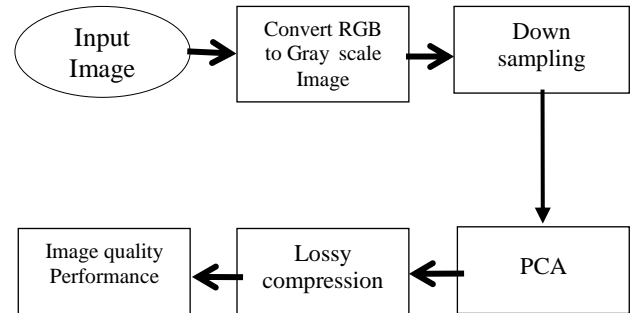 Input
Image
Convert RGB
to Gray scale
Image
Down
sampling
PCA
Lossy
compression
Image quality
Performance